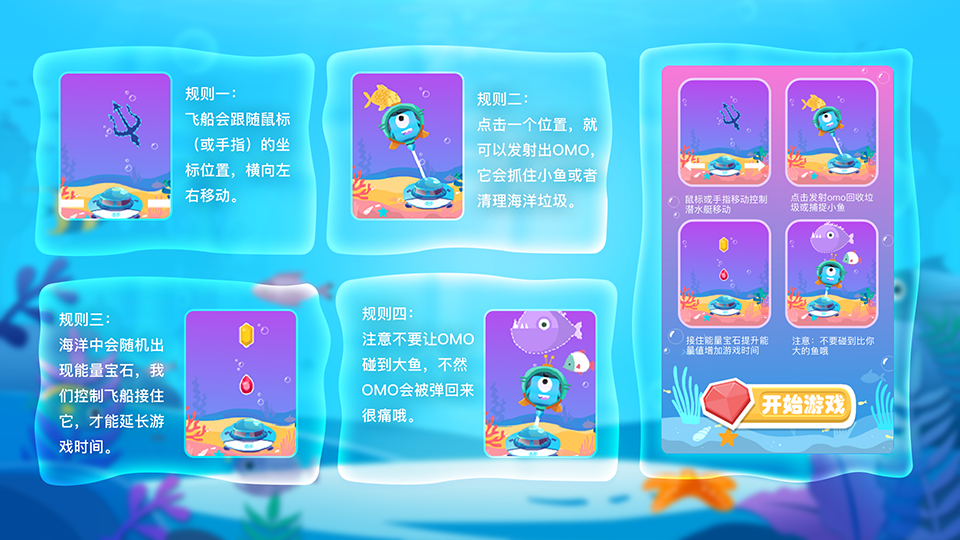 规则一：
飞船会跟随鼠标
（或手指）的坐
标位置，横向左
右移动。
规则二：
点击一个位置，就
可以发射出OMO，
它会抓住小鱼或者
清理海洋垃圾。
规则三：
海洋中会随机出
现能量宝石，我
们控制飞船接住
它，才能延长游
戏时间。
规则四：
注意不要让OMO
碰到大鱼，不然
OMO会被弹回来
很痛哦。
鼠标或手指移动控制
潜水艇移动
点击发射omo回收垃
圾或捕捉小鱼
接住能量宝石提升能
量值增加游戏时间
注意：不要碰到比你
大的鱼哦
开始游戏